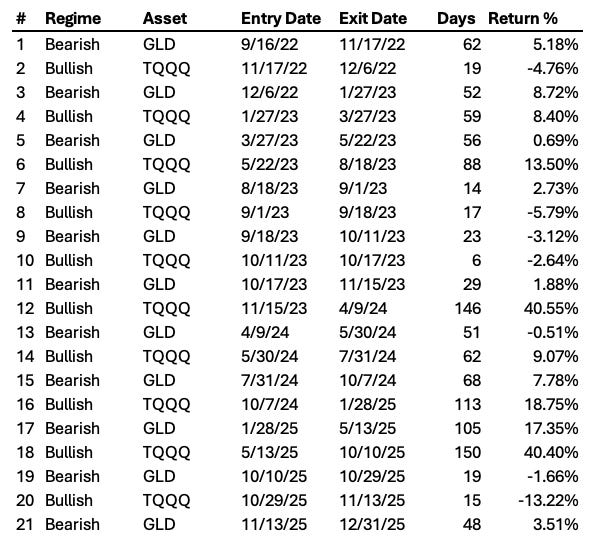 # Regime Asset Entry Date Exit Date Days Return %
1 Bearish GLD 9/16/22 11/17/22 62 5.18%
2 Bullish TQQQ 11/17/22 12/6/22 19 -4.76%
3 Bearish GLD 12/6/22 1/27/23 52 8.72%
4 Bullish TQQQ 1/27/23 3/27/23 59 8.40%
5 Bearish GLD 3/27/23 5/22/23 56 0.69%
6 Bullish TQQQ 5/22/23 8/18/23 88 13.50%
7 Bearish GLD 8/18/23 9/1/23 14 2.73%
8 Bullish TQQQ 9/1/23 9/18/23 17 -5.79%
9 Bearish GLD 9/18/23 10/11/23 23 -3.12%
10 Bullish TQQQ 10/11/23 10/17/23 6 -2.64%
11 Bearish GLD 10/17/23 11/15/23 29 1.88%
12 Bullish TQQQ 11/15/23 4/9/24 146 40.55%
13 Bearish GLD 4/9/24 5/30/24 51 -0.51%
14 Bullish TQQQ 5/30/24 7/31/24 62 9.07%
15 Bearish GLD 7/31/24 10/7/24 68 7.78%
16 Bullish TQQQ 10/7/24 1/28/25 113 18.75%
17 Bearish GLD 1/28/25 5/13/25 105 17.35%
18 Bullish TQQQ 5/13/25 10/10/25 150 40.40%
19 Bearish GLD 10/10/25 10/29/25 19 -1.66%
20 Bullish TQQQ 10/29/25 11/13/25 15 -13.22%
21 Bearish GLD 11/13/25 12/31/25 48 3.51%